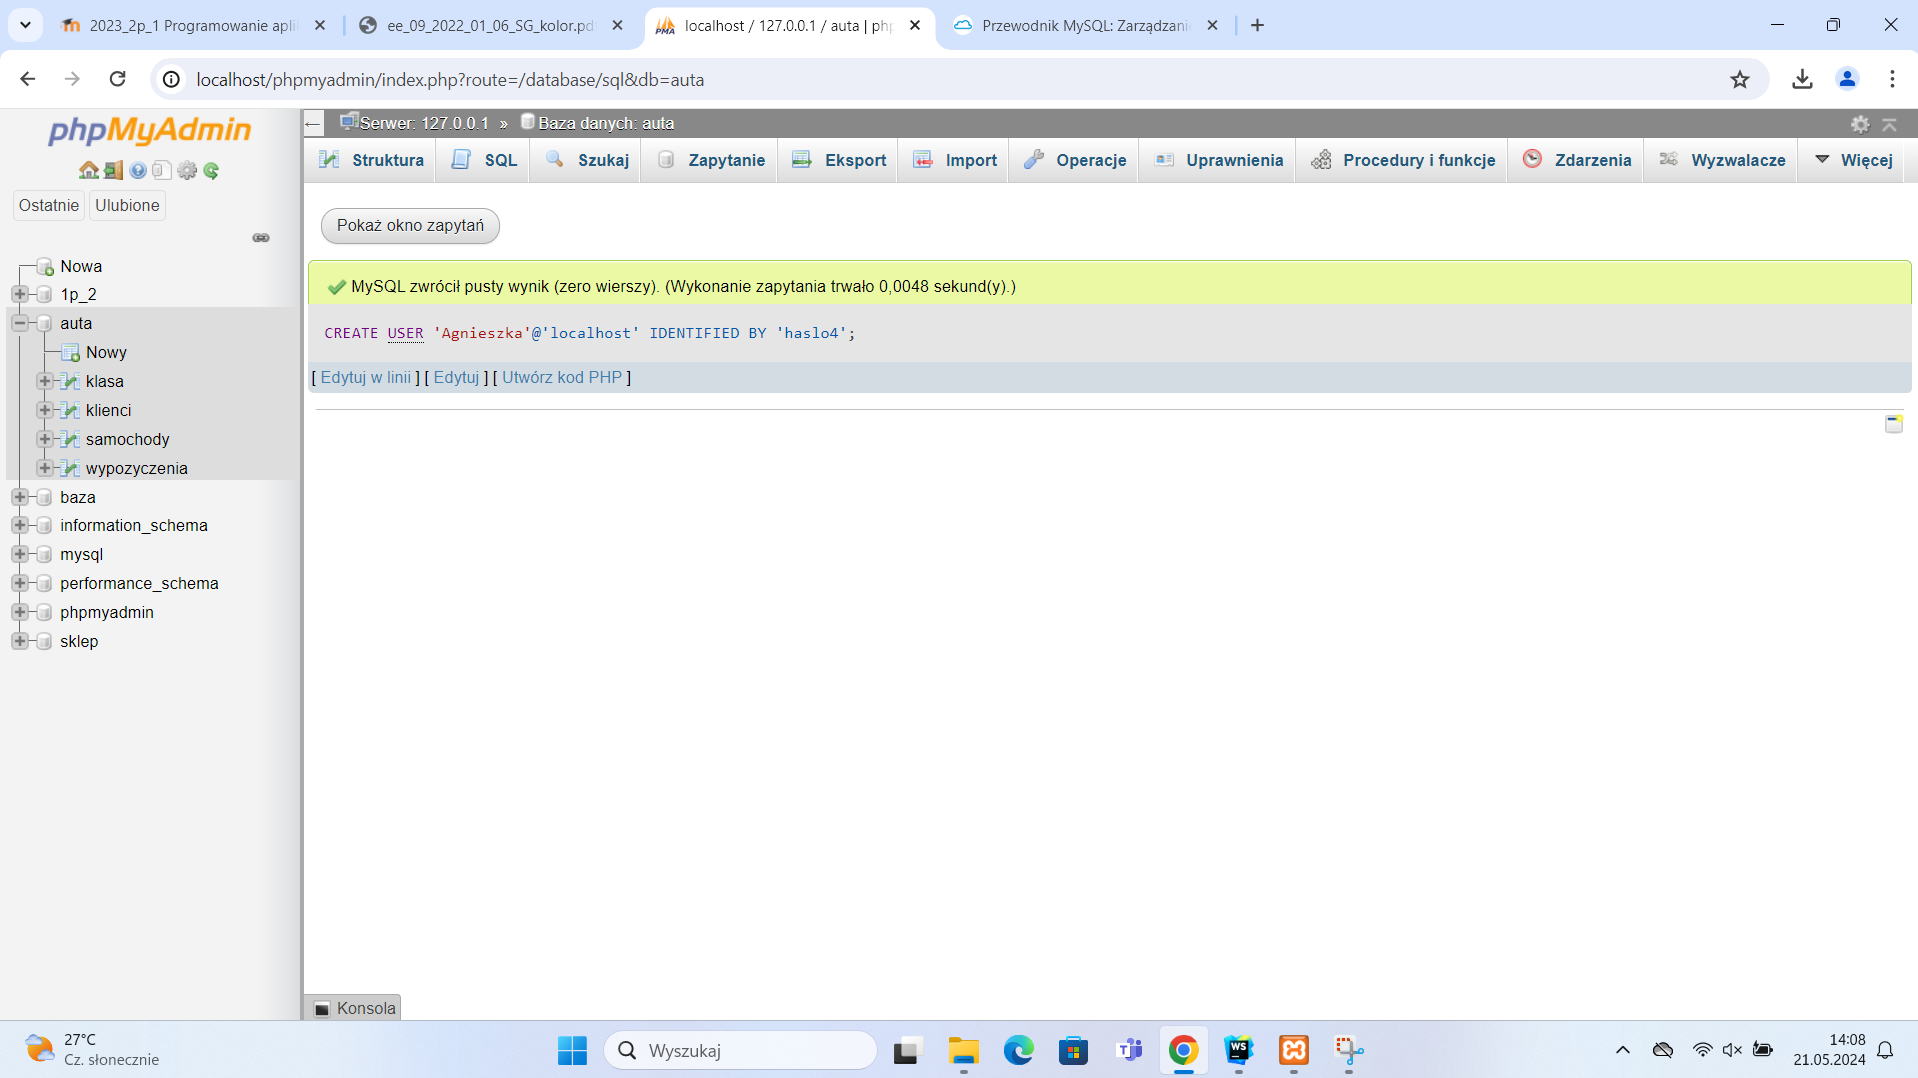 2023_2p_1 Programowanie apli
ee_09_2022_01_06_SG_kolor.pd
localhost / 127.0.0.1 / auta | php
Przewodnik MySQL: Zarządzani
localhost/phpmyadmin/index.php?route=/database/sql&db=auta
phpMyAdmin
Ostatnie
Ulubione
Nowa
1p_2
auta
Nowy
klasa
klienci
samochody
wypozyczenia
baza
information_schema
mysql
performance_schema
phpmyadmin
sklep
Serwer: 127.0.0.1 » Baza danych: auta
Struktura SQL Szukaj Zapytanie Eksport Import Operacje Uprawnienia Procedury i funkcje Zdarzenia Wyzwalacze Więcej
Pokaż okno zapytań
MySQL zwrócił pusty wynik (zero wierszy). (Wykonanie zapytania trwało 0,0048 sekund(y).)
CREATE USER 'Agnieszka'@'localhost' IDENTIFIED BY 'haslo4';
[ Edytuj w linii ] [ Edytuj ] [ Utwórz kod PHP ]
Konsola
27°C
Cz. słonecznie
Wyszukaj
WS
14:08
21.05.2024